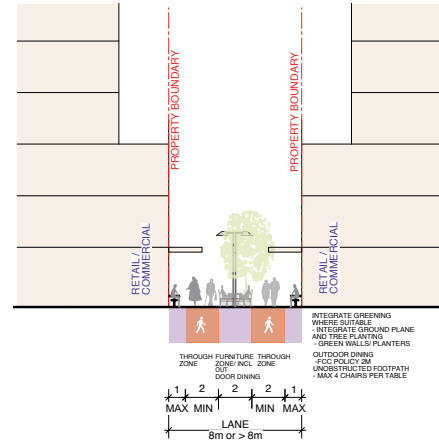 PROPERTY BOUNDARY
PROPERTY BOUNDARY
RETAIL/
COMMERCIAL
RETAIL/
COMMERCIAL
INTEGRATE GREENING
WHERE SUITABLE
- INTEGRATE GROUND PLANE
AND TREE PLANTING
- GREEN WALLS/ PLANTERS
OUTDOOR DINING
-FCC POLICY 2M
UNOBSTRUCTED FOOTPATH
- MAX 4 CHAIRS PER TABLE
THROUGH
ZONE
FURNITURE
ZONE/ INCL
OUT
DOOR DINING
THROUGH
ZONE
1 2 2 2 1
MAX MIN MIN MAX
LANE
8m or > 8m